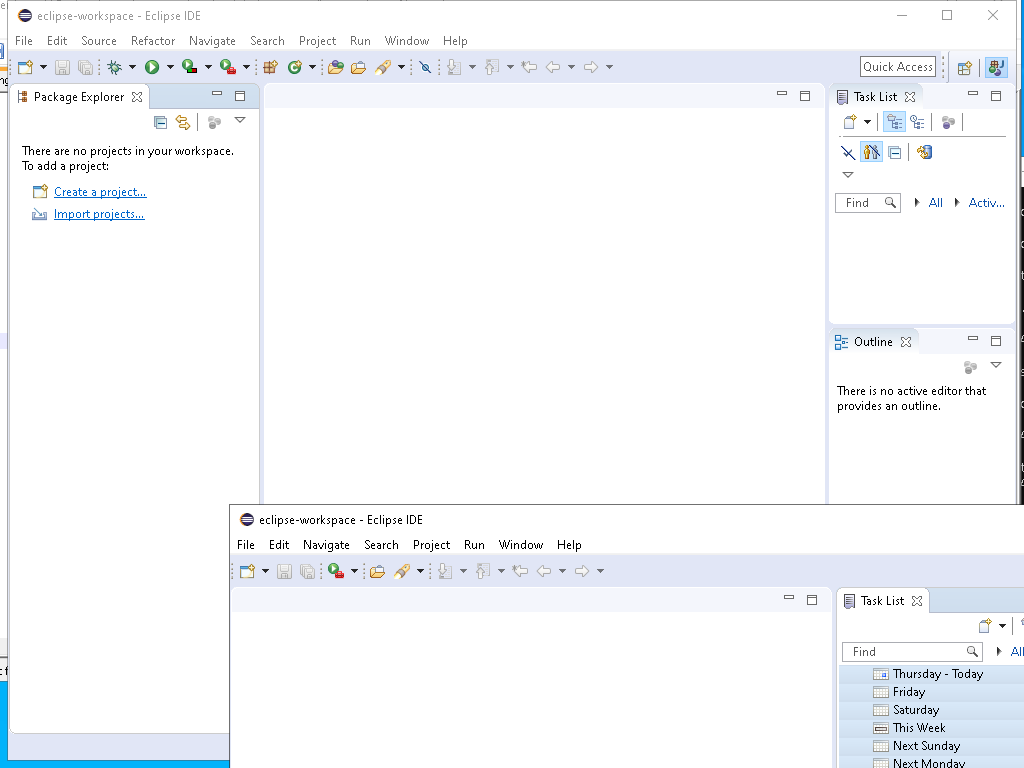 eclipse-workspace - Eclipse IDE
File Edit Source Refactor Navigate Search Project Run Window Help
Quick Access
Package Explorer
Task List
There are no projects in your workspace.
To add a project:
Create a project...
Import projects...
Find All Activ...
Outline
There is no active editor that
provides an outline.
eclipse-workspace - Eclipse IDE
File Edit Navigate Search Project Run Window Help
Task List
Find All
Thursday - Today
Friday
Saturday
This Week
Next Sunday
Next Monday